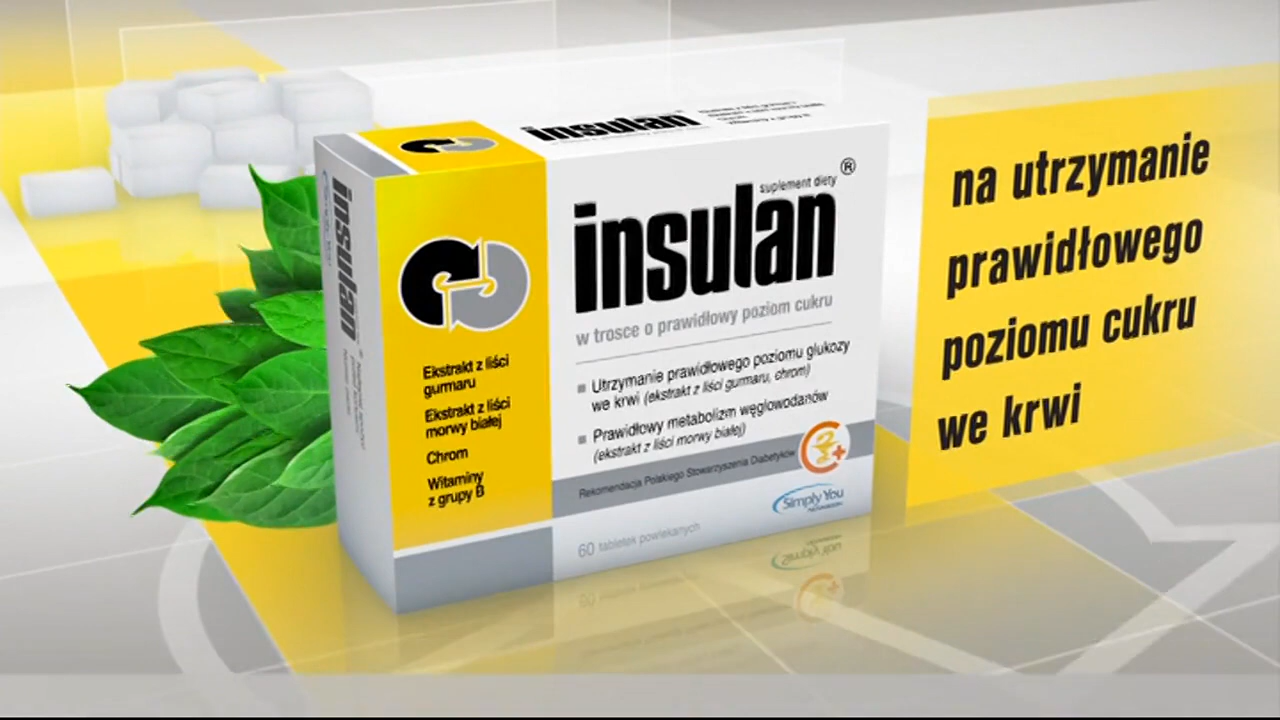 insulan®
insulan
Ekstrakt z liści
gurmaru
Ekstrakt z liści
morwy białej
Chrom
Witaminy
z grupy B
suplement diety
insulan®
w trosce o prawidłowy poziom cukru
Utrzymanie prawidłowego poziomu glukozy
we krwi (ekstrakt z liści gurmaru, chrom)
Prawidłowy metabolizm węglowodanów
(ekstrakt z liści morwy białej)
Rekomendacja Polskiego Stowarzyszenia Diabetyków
Simply You
60 tabletek powlekanych
na utrzymanie
prawidłowego
poziomu cukru
we krwi